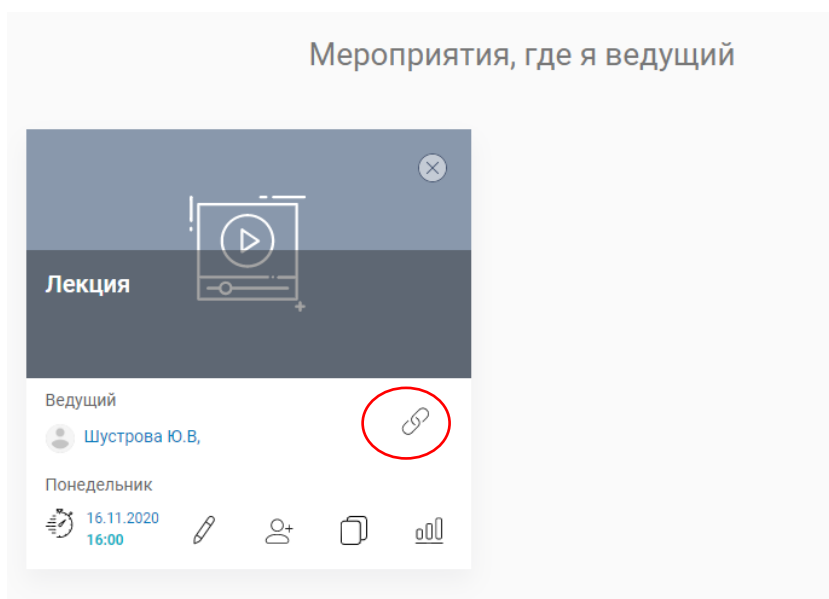 Мероприятия, где я ведущий
Лекция
Ведущий
Шустрова Ю.В,
Понедельник
16.11.2020
16:00